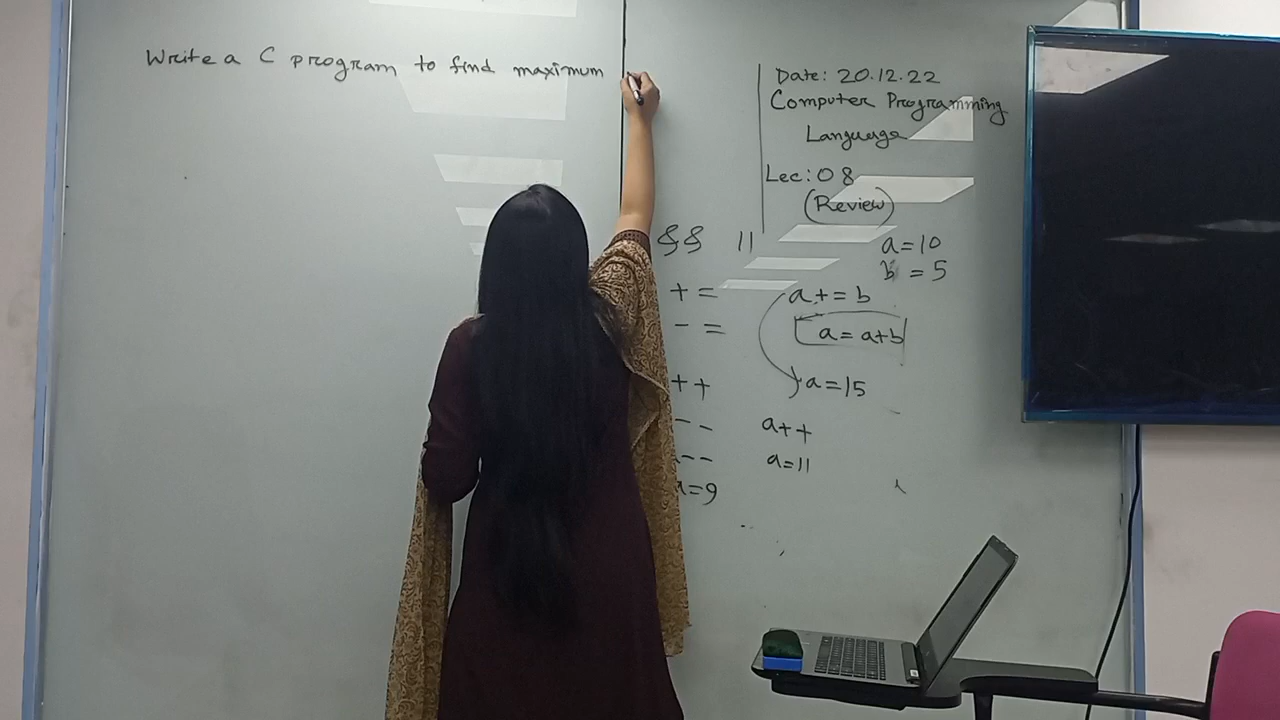 Write a C program to find maximum
Date: 20.12.22
Computer Programming
Language
Lec: 08
(Review)
&& ||
a=10
b =5
+= a+=b
-= a=a+b
++ a=15
-- a++
-- a=11
a=9